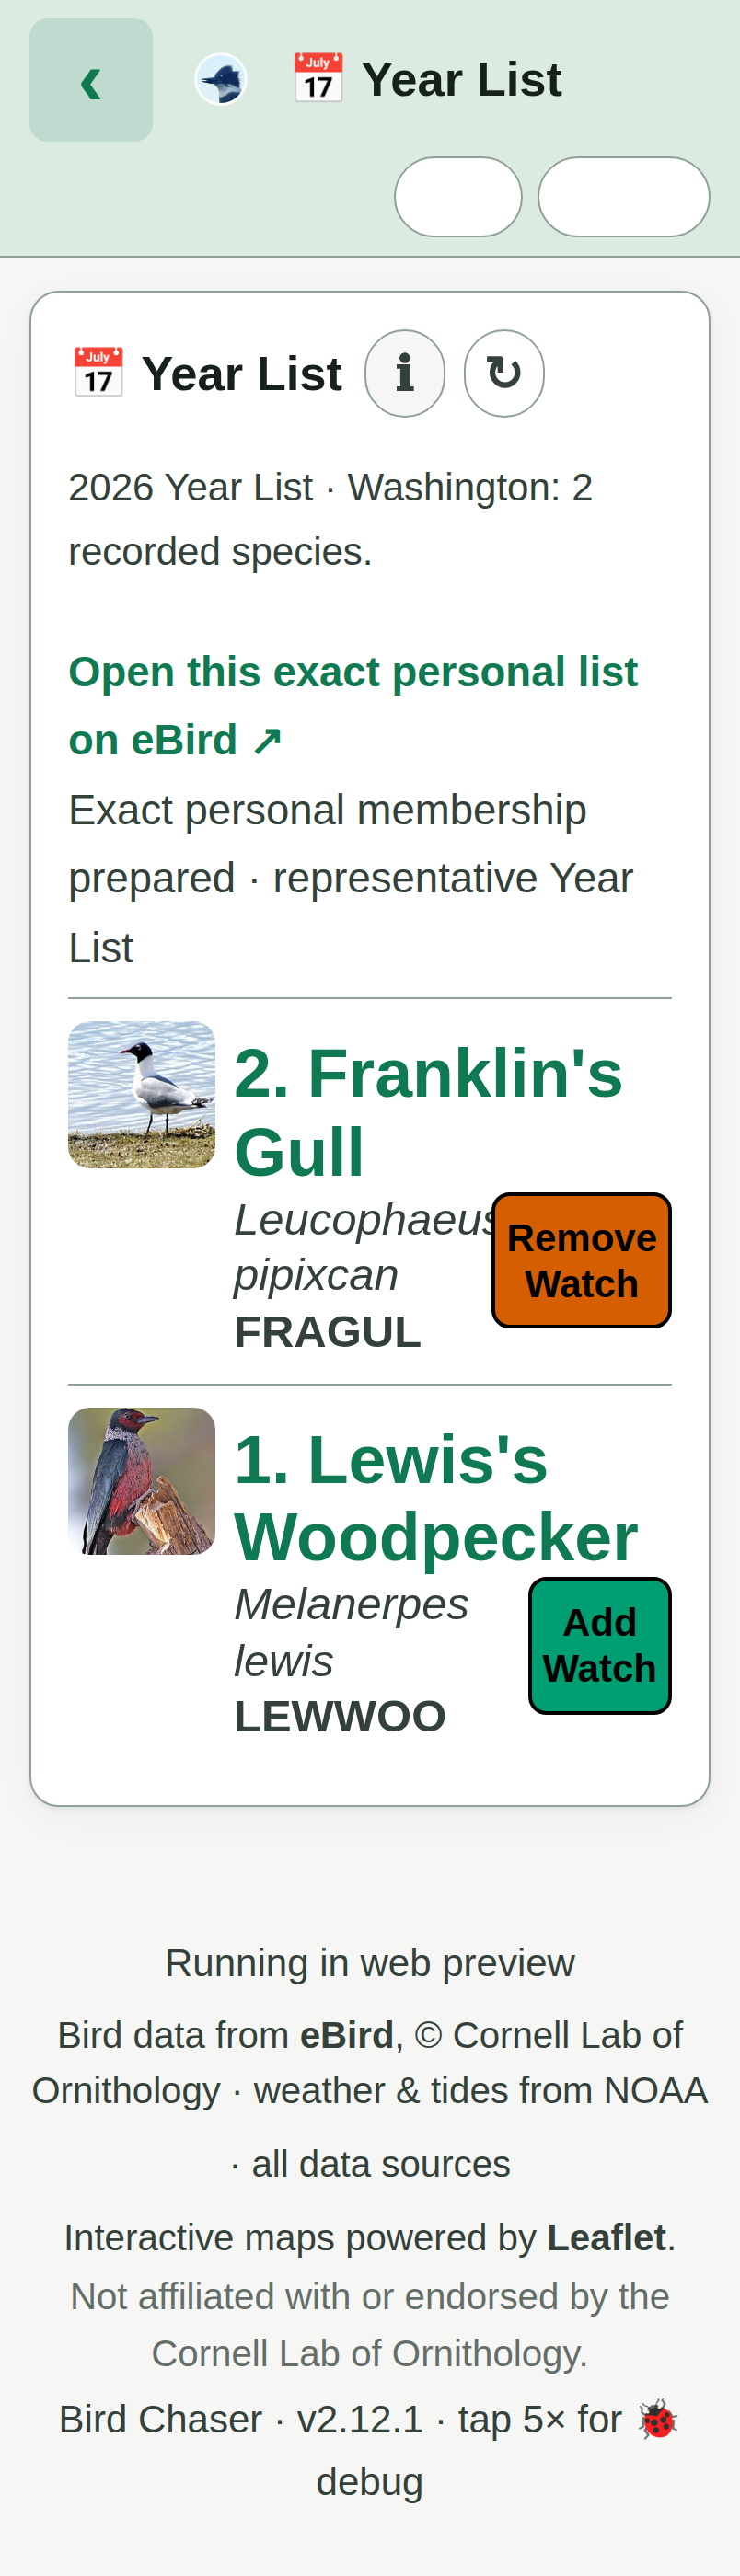 ‹ July 17 Year List
July 17 Year List i ↻
2026 Year List · Washington: 2
recorded species.
Open this exact personal list
on eBird ↗
Exact personal membership
prepared · representative Year
List
2. Franklin's
Gull
Leucophaeus
pipixcan
FRAGUL
Remove
Watch
1. Lewis's
Woodpecker
Melanerpes
lewis
LEWWOO
Add
Watch
Running in web preview
Bird data from eBird, © Cornell Lab of
Ornithology · weather & tides from NOAA
· all data sources
Interactive maps powered by Leaflet.
Not affiliated with or endorsed by the
Cornell Lab of Ornithology.
Bird Chaser · v2.12.1 · tap 5× for 🐞
debug